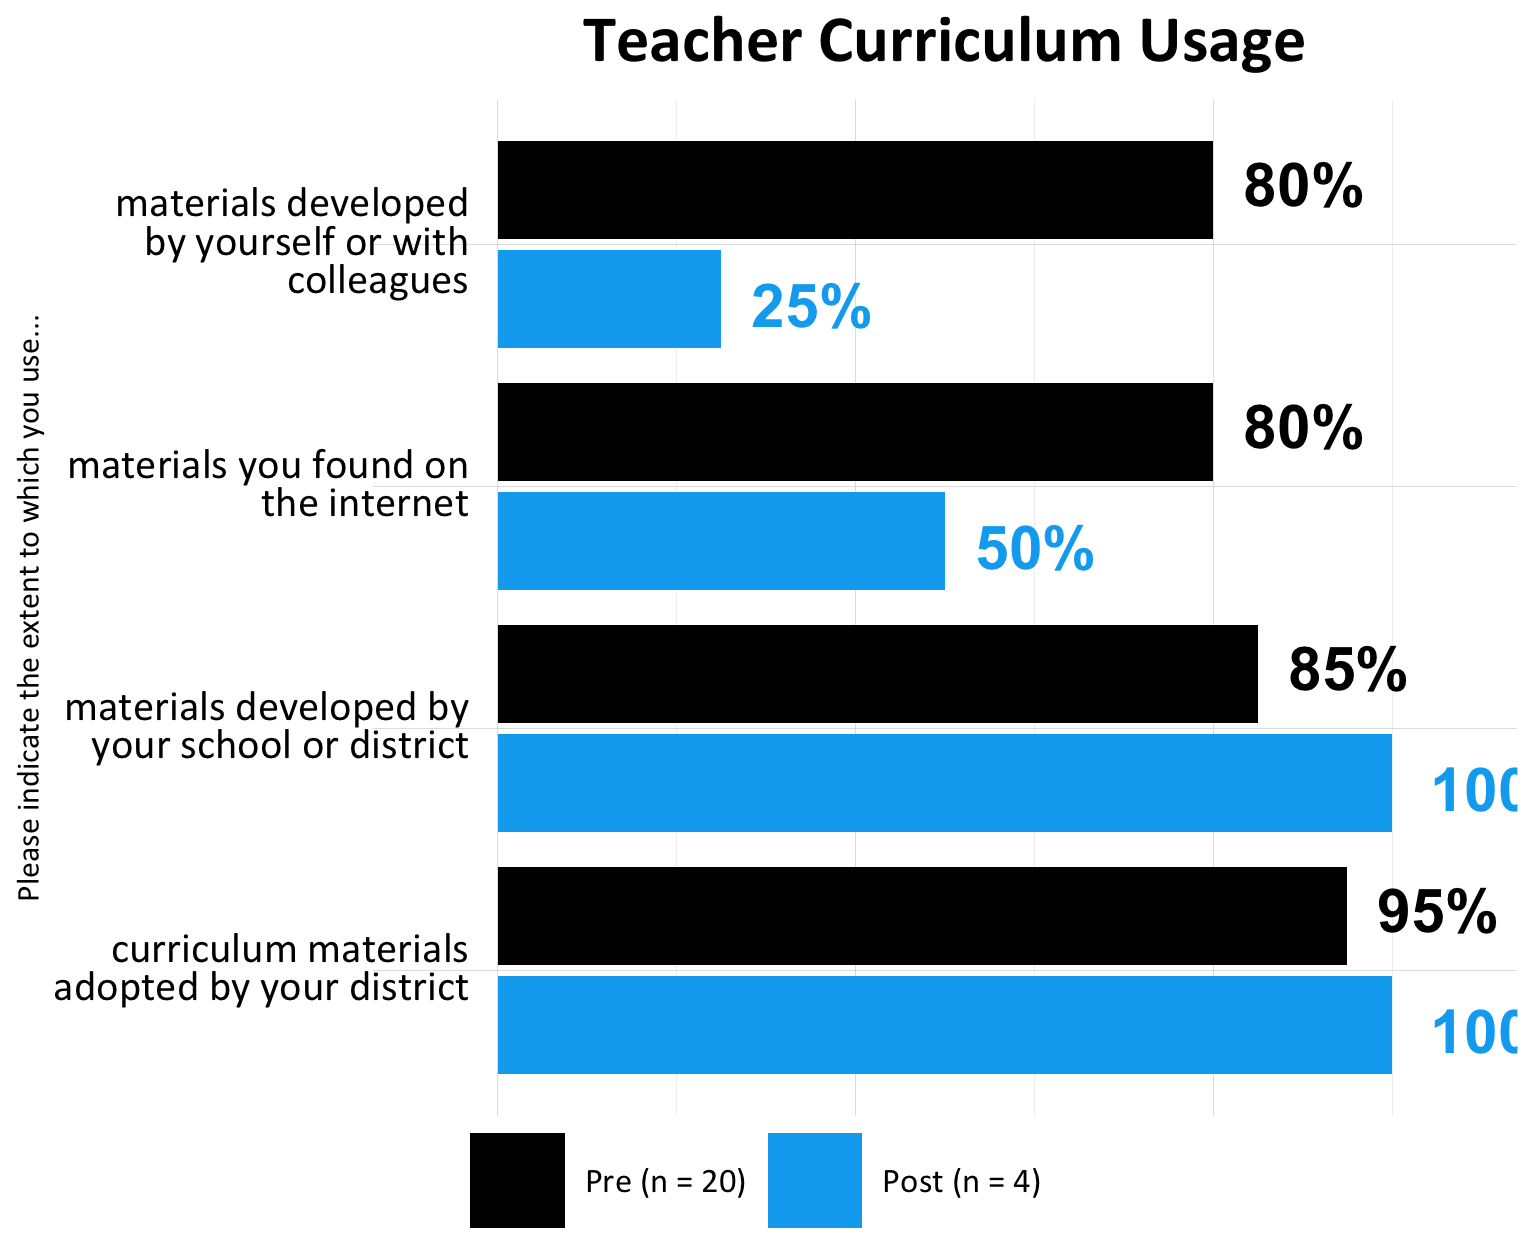 Teacher Curriculum Usage
Please indicate the extent to which you use...
materials developed
by yourself or with
colleagues
80%
25%
materials you found on
the internet
80%
50%
materials developed by
your school or district
85%
100
curriculum materials
adopted by your district
95%
100
Pre (n = 20)
Post (n = 4)